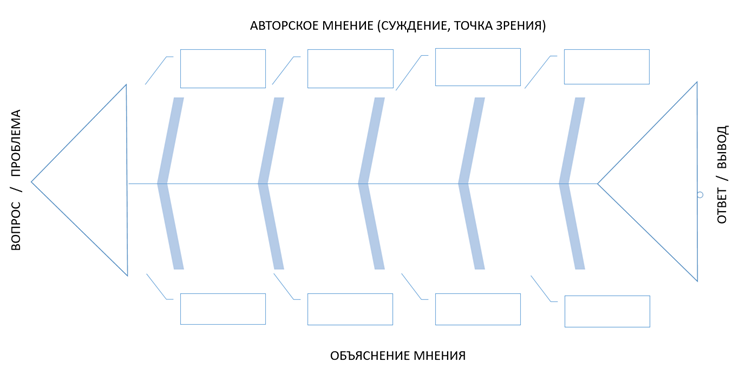 АВТОРСКОЕ МНЕНИЕ (СУЖДЕНИЕ, ТОЧКА ЗРЕНИЯ)
ВОПРОС / ПРОБЛЕМА
ОТВЕТ / ВЫВОД
ОБЪЯСНЕНИЕ МНЕНИЯ